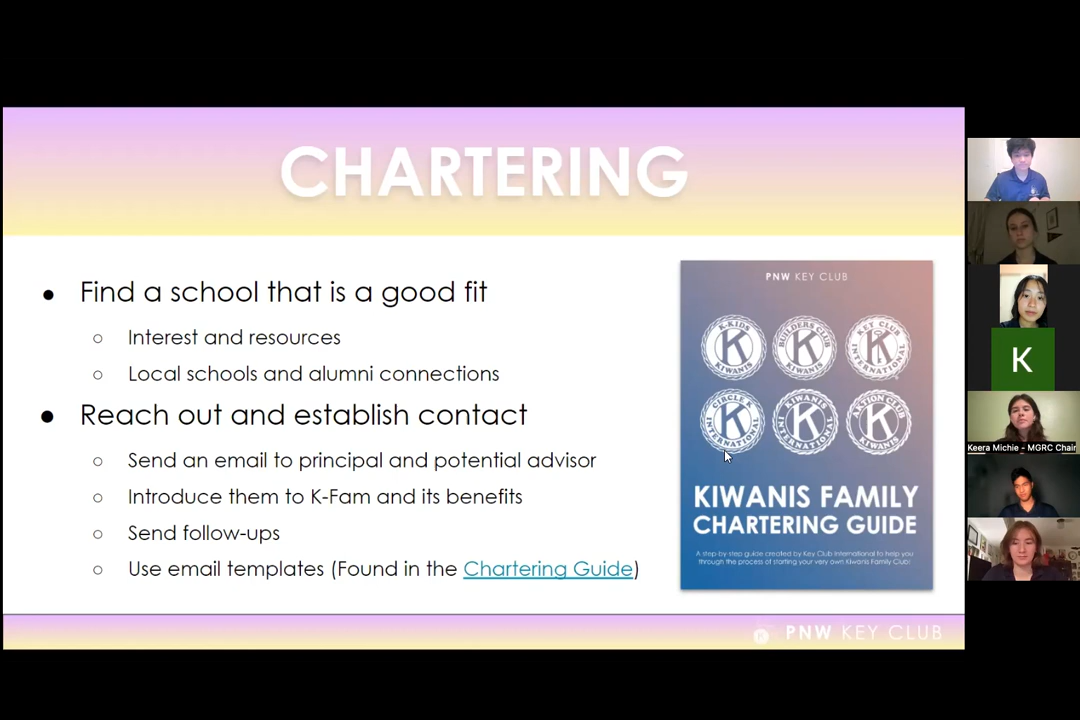 CHARTERING
● Find a school that is a good fit
○ Interest and resources
○ Local schools and alumni connections
● Reach out and establish contact
○ Send an email to principal and potential advisor
○ Introduce them to K-Fam and its benefits
○ Send follow-ups
○ Use email templates (Found in the Chartering Guide)
PNW KEY CLUB
K-KIDS K KIWANIS
BUILDERS CLUB K KIWANIS
KEY CLUB K INTERNATIONAL
CIRCLE K INTERNATIONAL
KIWANIS K INTERNATIONAL
AKTION CLUB K KIWANIS
KIWANIS FAMILY
CHARTERING GUIDE
A step-by-step guide created by Key Club International to help you
through the process of starting your very own Kiwanis Family Club!
PNW KEY CLUB
K
Keera Michie - MGRC Chair